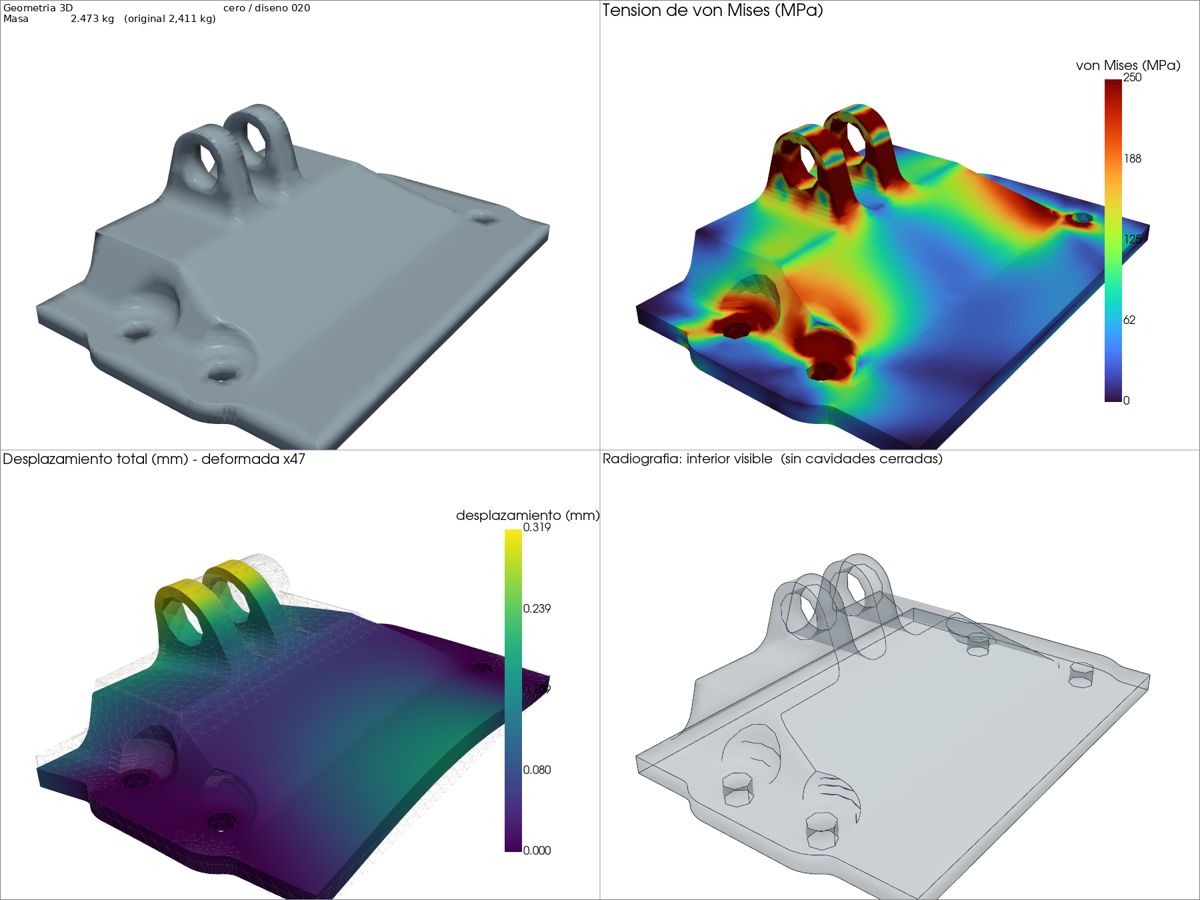 Geometria 3D cero / diseno 020
Masa 2.473 kg (original 2,411 kg)
Tension de von Mises (MPa)
von Mises (MPa)
250
188
125
62
0
Desplazamiento total (mm) - deformada x47
desplazamiento (mm)
0.319
0.239
0.080
0.000
Radiografia: interior visible (sin cavidades cerradas)